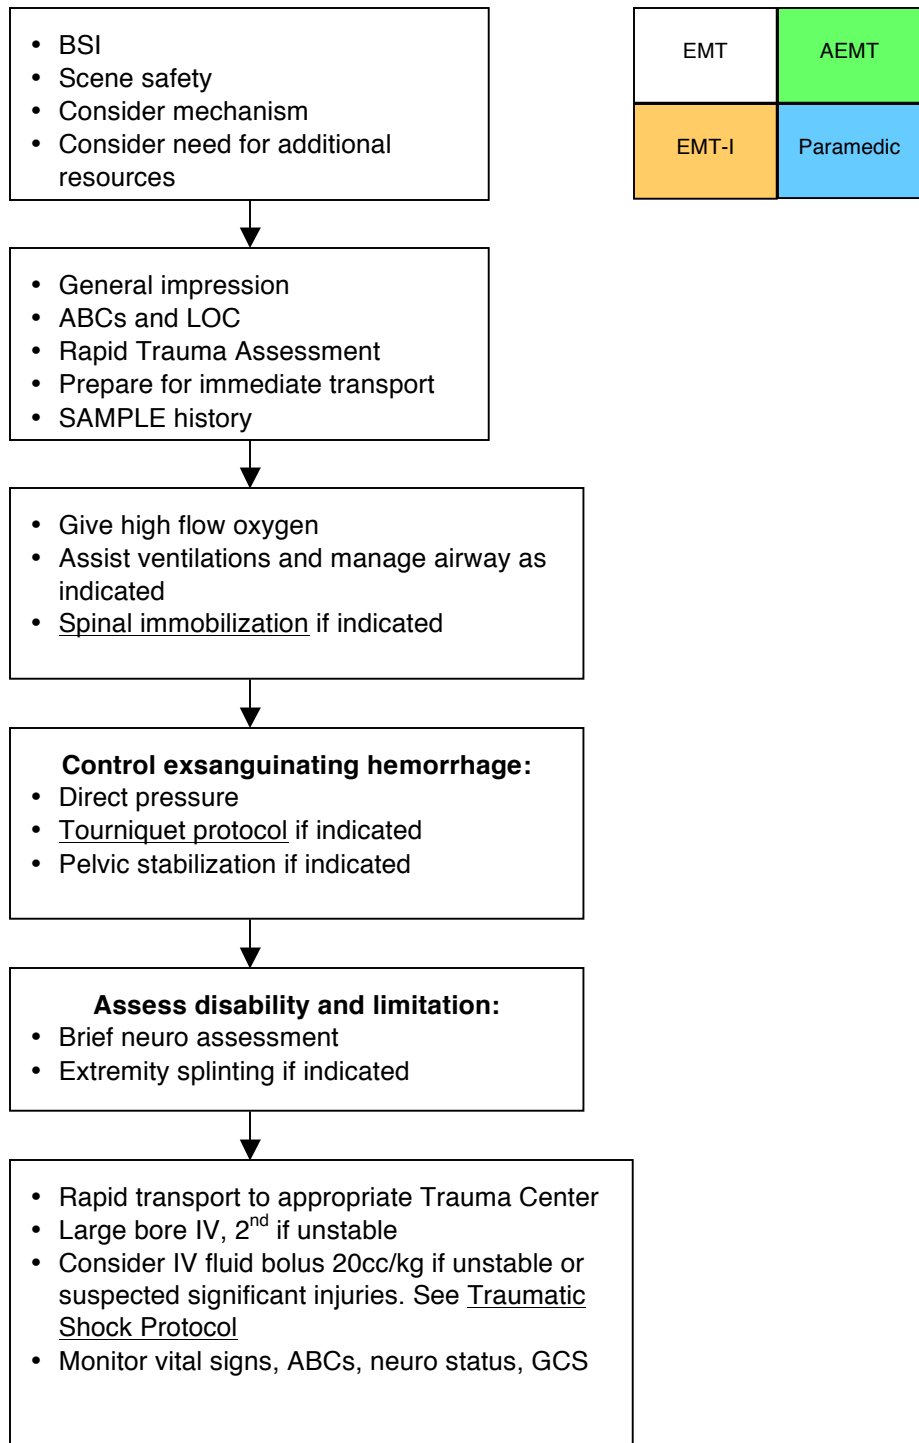 • BSI
• Scene safety
• Consider mechanism
• Consider need for additional
resources
EMT
AEMT
EMT-I
Paramedic
• General impression
• ABCs and LOC
• Rapid Trauma Assessment
• Prepare for immediate transport
• SAMPLE history
• Give high flow oxygen
• Assist ventilations and manage airway as
indicated
• Spinal immobilization if indicated
Control exsanguinating hemorrhage:
• Direct pressure
• Tourniquet protocol if indicated
• Pelvic stabilization if indicated
Assess disability and limitation:
• Brief neuro assessment
• Extremity splinting if indicated
• Rapid transport to appropriate Trauma Center
• Large bore IV, 2nd if unstable
• Consider IV fluid bolus 20cc/kg if unstable or
suspected significant injuries. See Traumatic
Shock Protocol
• Monitor vital signs, ABCs, neuro status, GCS